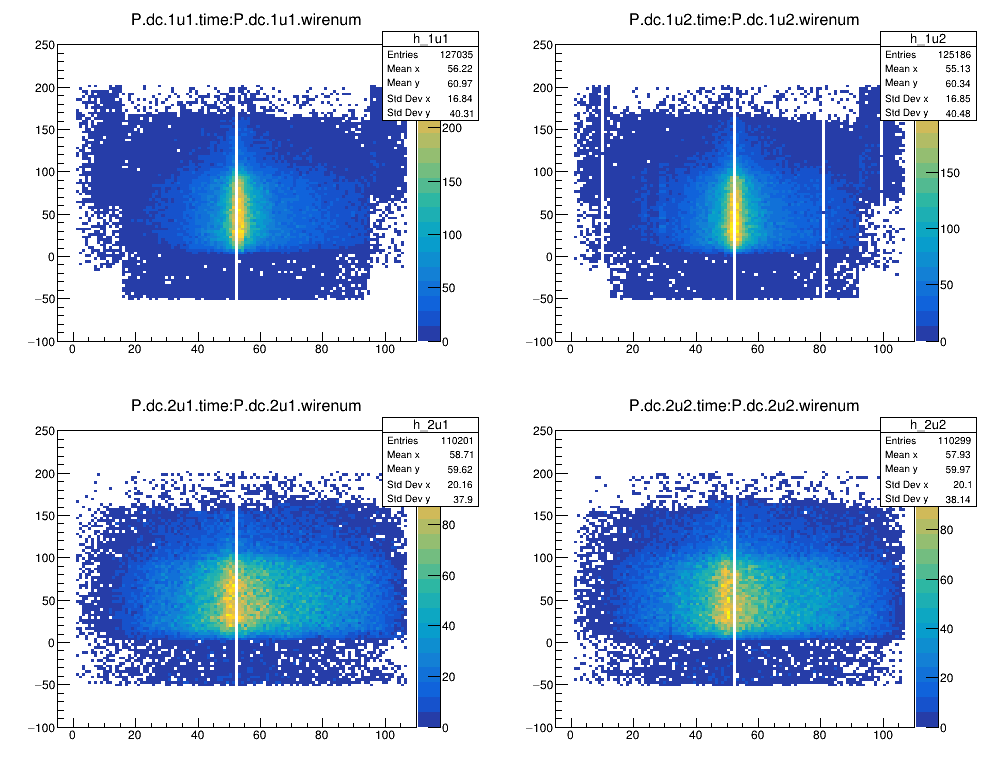 P.dc.1u1.time:P.dc.1u1.wirenum
h_1u1
Entries 127035
Mean x 56.22
Mean y 60.97
Std Dev x 16.84
Std Dev y 40.31
250
200
150
100
50
0
−50
−100
0 20 40 60 80 100
200
150
100
50
0
P.dc.1u2.time:P.dc.1u2.wirenum
h_1u2
Entries 125186
Mean x 55.13
Mean y 60.34
Std Dev x 16.85
Std Dev y 40.48
250
200
150
100
50
0
−50
−100
0 20 40 60 80 100
150
100
50
0
P.dc.2u1.time:P.dc.2u1.wirenum
h_2u1
Entries 110201
Mean x 58.71
Mean y 59.62
Std Dev x 20.16
Std Dev y 37.9
250
200
150
100
50
0
−50
−100
0 20 40 60 80 100
80
60
40
20
0
P.dc.2u2.time:P.dc.2u2.wirenum
h_2u2
Entries 110299
Mean x 57.93
Mean y 59.97
Std Dev x 20.1
Std Dev y 38.14
250
200
150
100
50
0
−50
−100
0 20 40 60 80 100
80
60
40
20
0